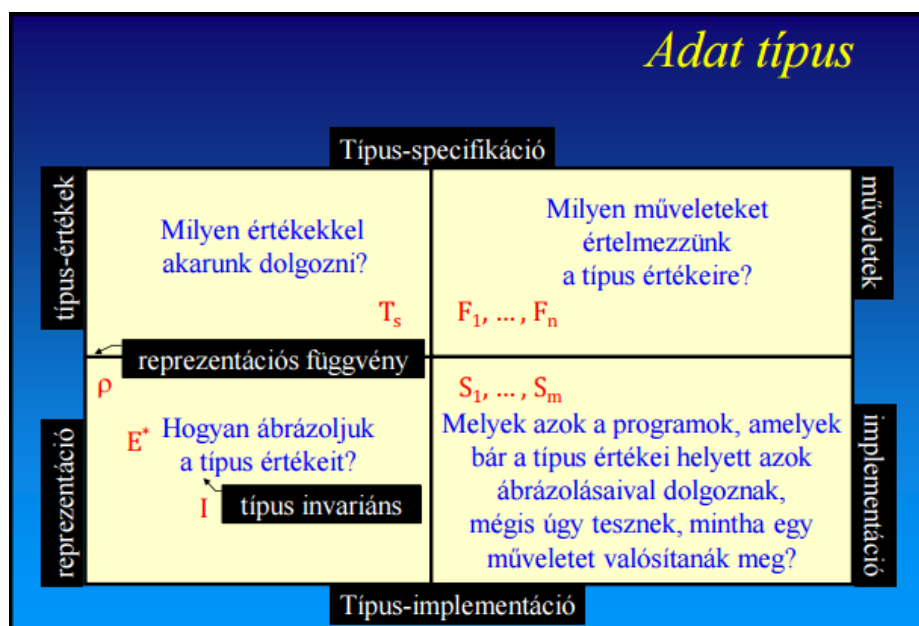 Adat típus
Típus-specifikáció
típus-értékek
Milyen értékekkel
akarunk dolgozni?
Tₛ
Milyen műveleteket
értelmezzünk
a típus értékeire?
F₁, … , Fₙ
műveletek
reprezentációs függvény
ρ
reprezentáció
E* Hogyan ábrázoljuk
a típus értékeit?
I
típus invariáns
S₁, … , Sₘ
Melyek azok a programok, amelyek
bár a típus értékei helyett azok
ábrázolásaival dolgoznak,
mégis úgy tesznek, mintha egy
műveletet valósítanák meg?
implementáció
Típus-implementáció